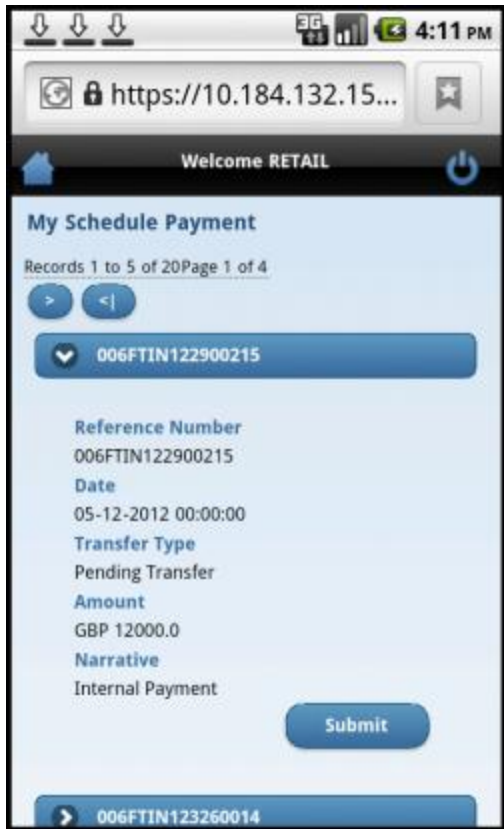 3G
4:11 PM
https://10.184.132.15...
Welcome RETAIL
My Schedule Payment
Records 1 to 5 of 20Page 1 of 4
> <|
006FTIN122900215
Reference Number
006FTIN122900215
Date
05-12-2012 00:00:00
Transfer Type
Pending Transfer
Amount
GBP 12000.0
Narrative
Internal Payment
Submit
006FTIN123260014